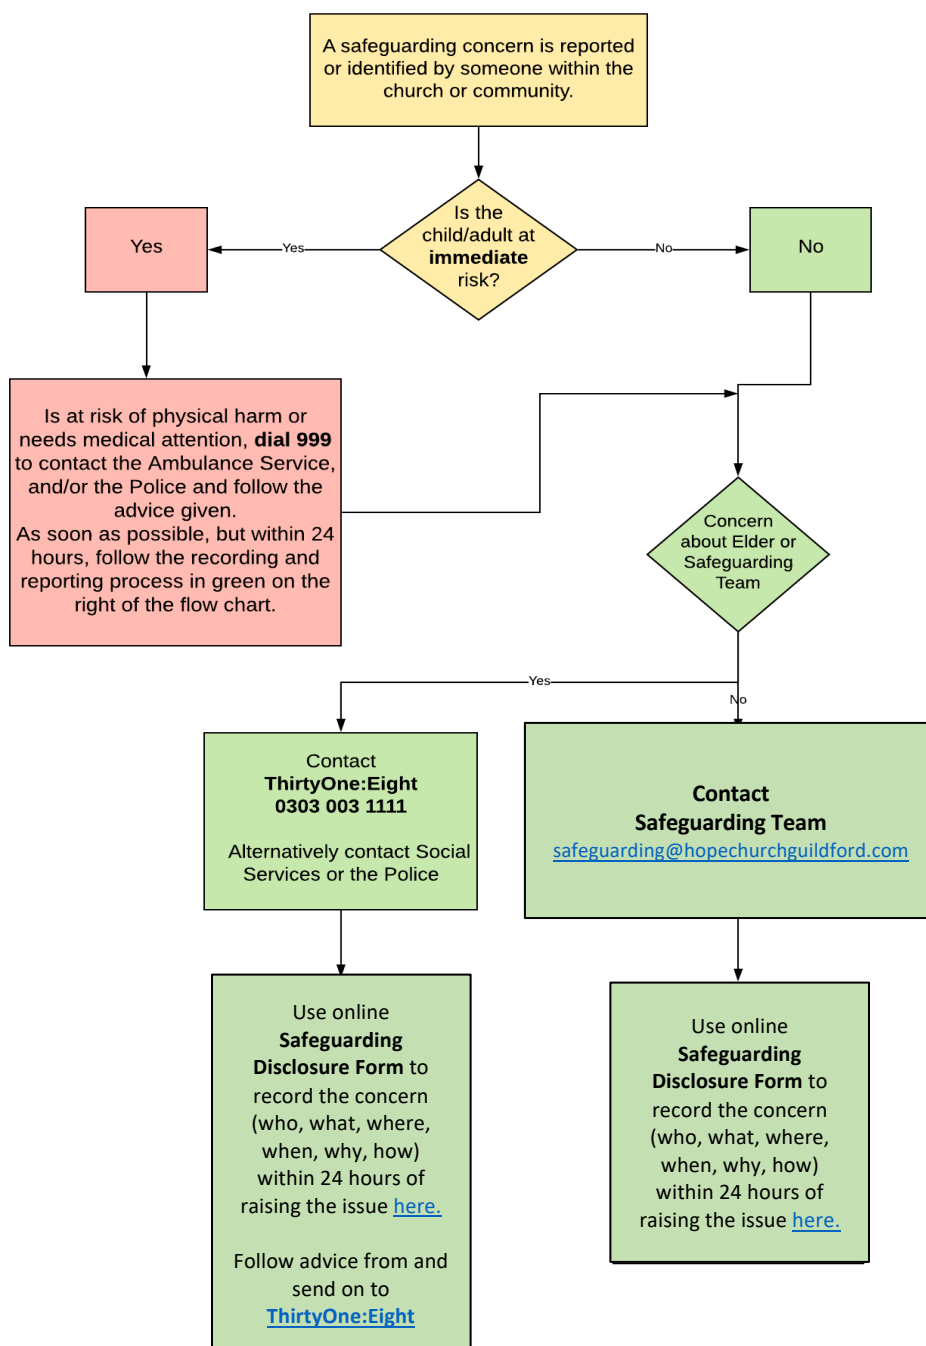 A safeguarding concern is reported
or identified by someone within the
church or community.
Is the
child/adult at
immediate
risk?
Yes
Yes
No
No
Is at risk of physical harm or
needs medical attention, dial 999
to contact the Ambulance Service,
and/or the Police and follow the
advice given.
As soon as possible, but within 24
hours, follow the recording and
reporting process in green on the
right of the flow chart.
Concern
about Elder or
Safeguarding
Team
Yes
No
Contact
ThirtyOne:Eight
0303 003 1111
Alternatively contact Social
Services or the Police
Contact
Safeguarding Team
safeguarding@hopechurchguildford.com
Use online
Safeguarding
Disclosure Form to
record the concern
(who, what, where,
when, why, how)
within 24 hours of
raising the issue here.
Follow advice from and
send on to
ThirtyOne:Eight
Use online
Safeguarding
Disclosure Form to
record the concern
(who, what, where,
when, why, how)
within 24 hours of
raising the issue here.